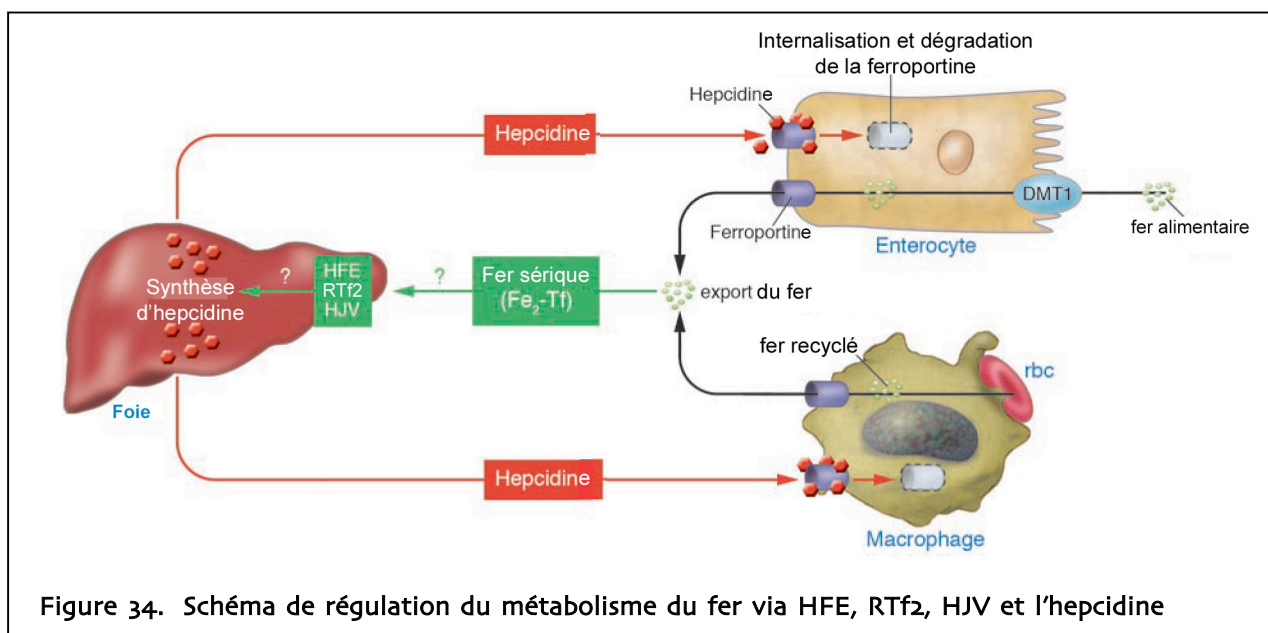 Internalisation et dégradation
de la ferroportine
Hepcidine
Hepcidine
DMT1
fer alimentaire
Ferroportine
Enterocyte
Synthèse
d'hepcidine
?
HFE
RTf2
HJV
?
Fer sérique
(Fe₂-Tf)
export du fer
fer recyclé
rbc
Foie
Hepcidine
Macrophage
Figure 34. Schéma de régulation du métabolisme du fer via HFE, RTf2, HJV et l'hepcidine